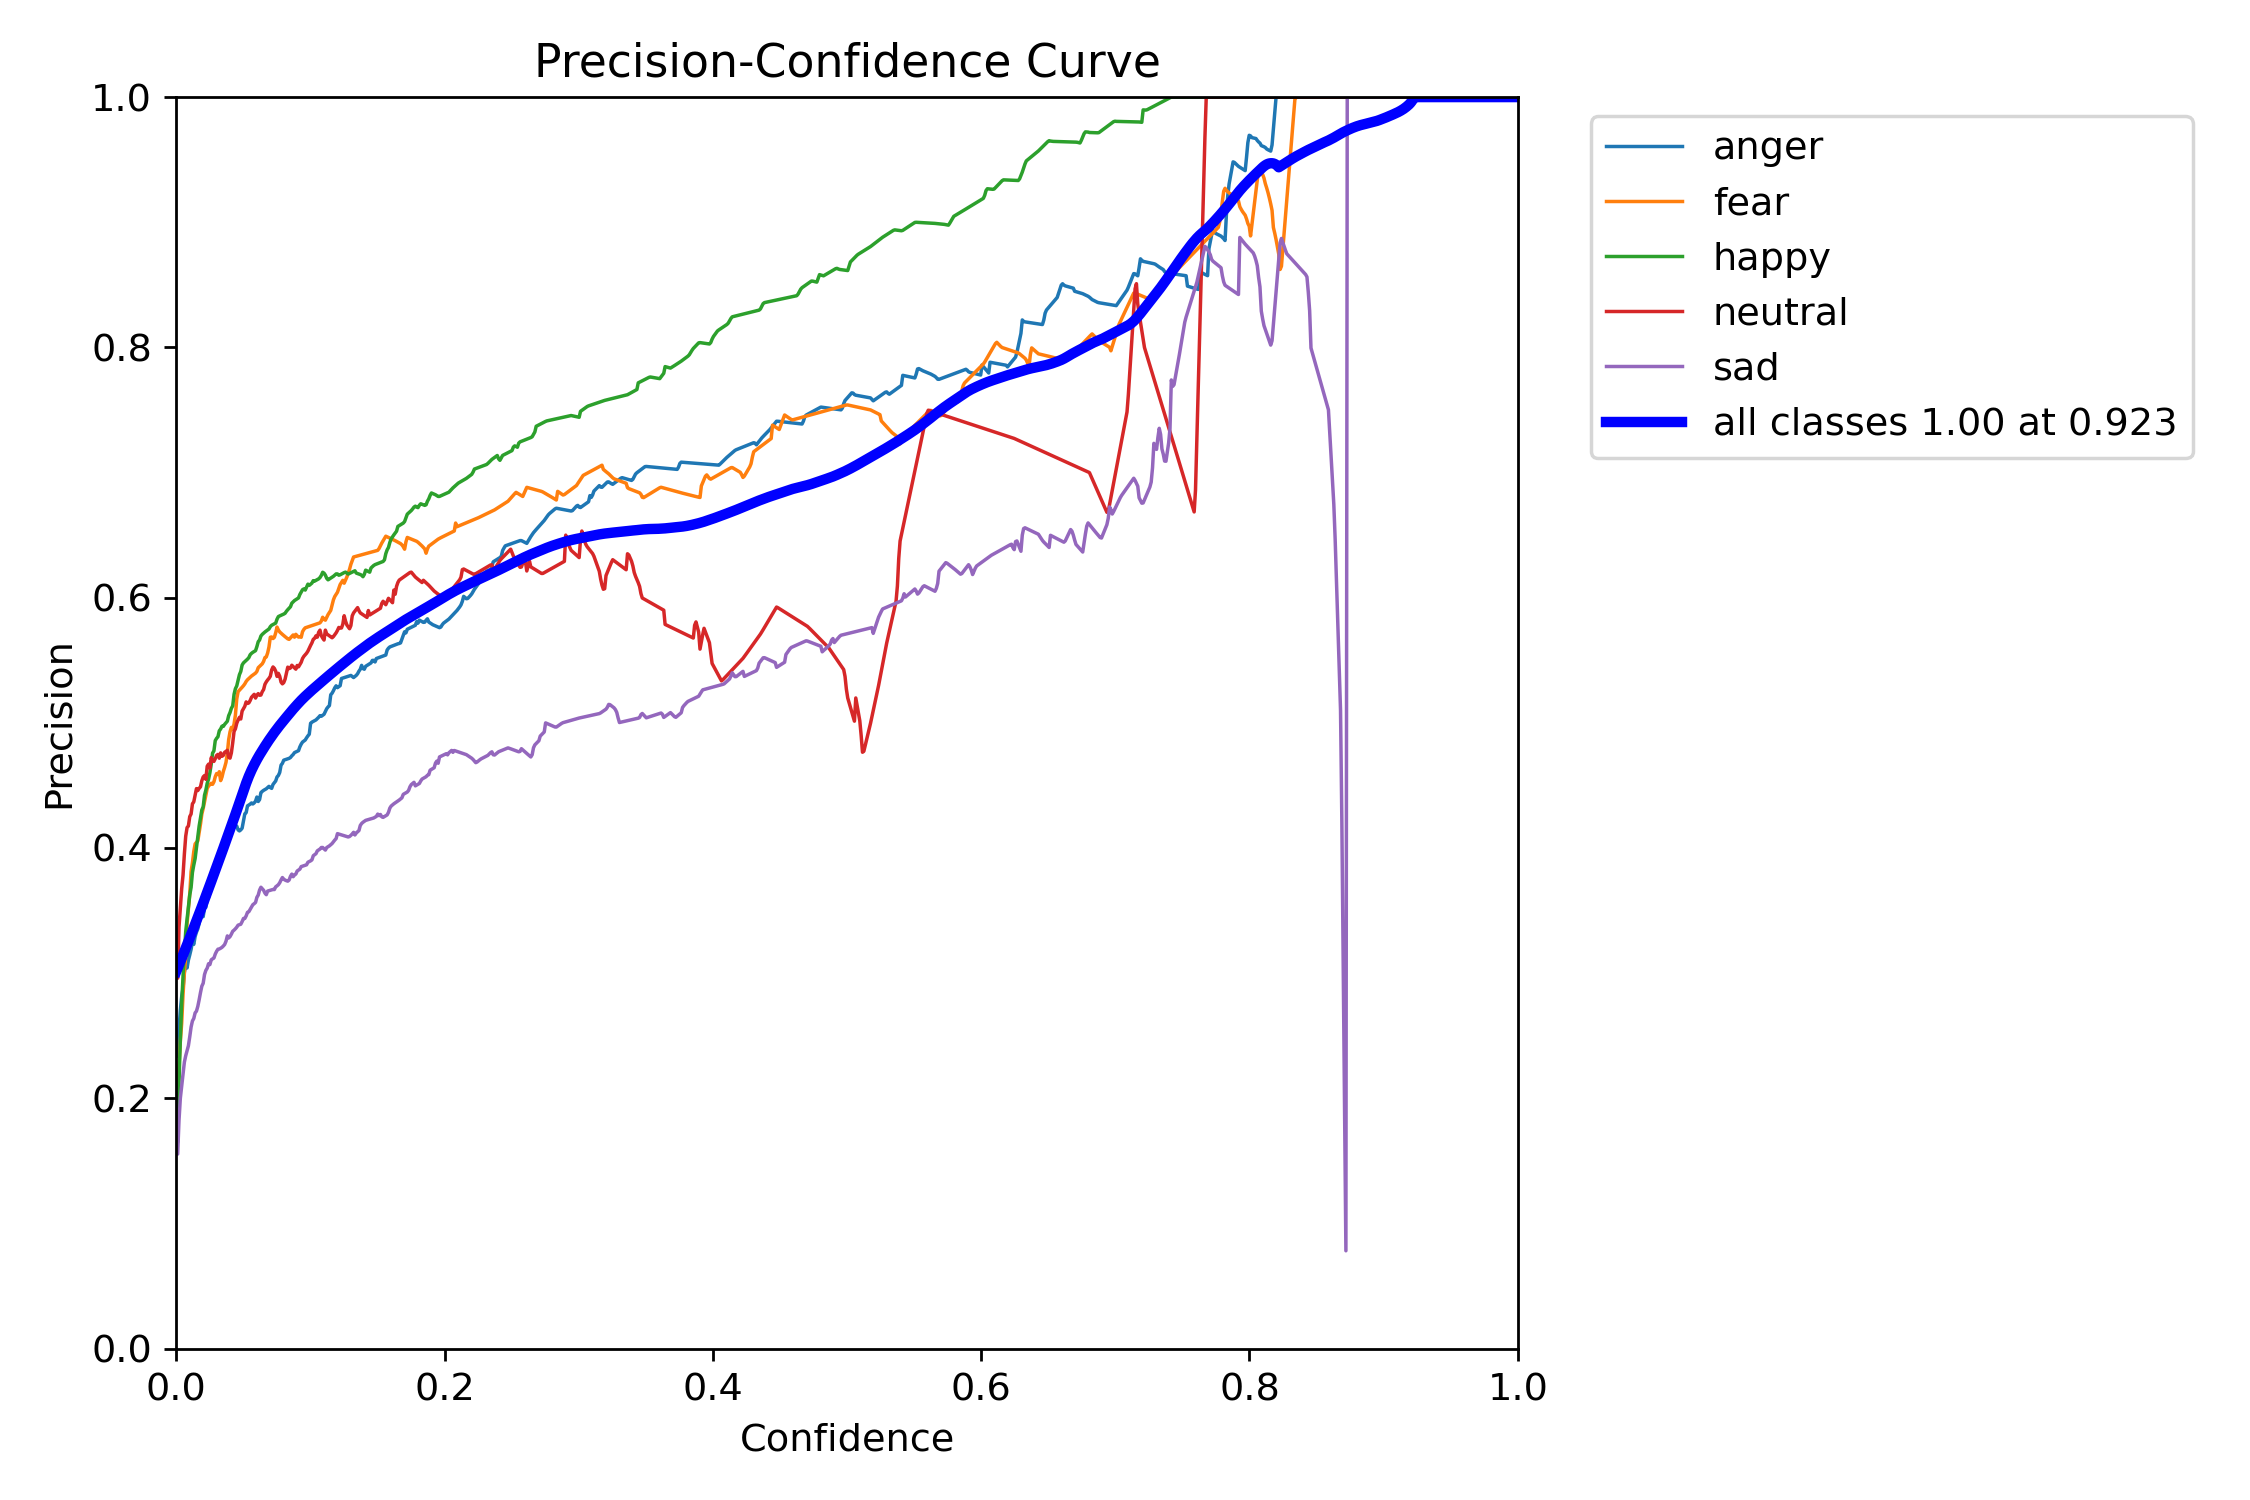 Precision-Confidence Curve
1.0
0.8
0.6
0.4
0.2
0.0
Precision
0.0 0.2 0.4 0.6 0.8 1.0
Confidence
anger
fear
happy
neutral
sad
all classes 1.00 at 0.923